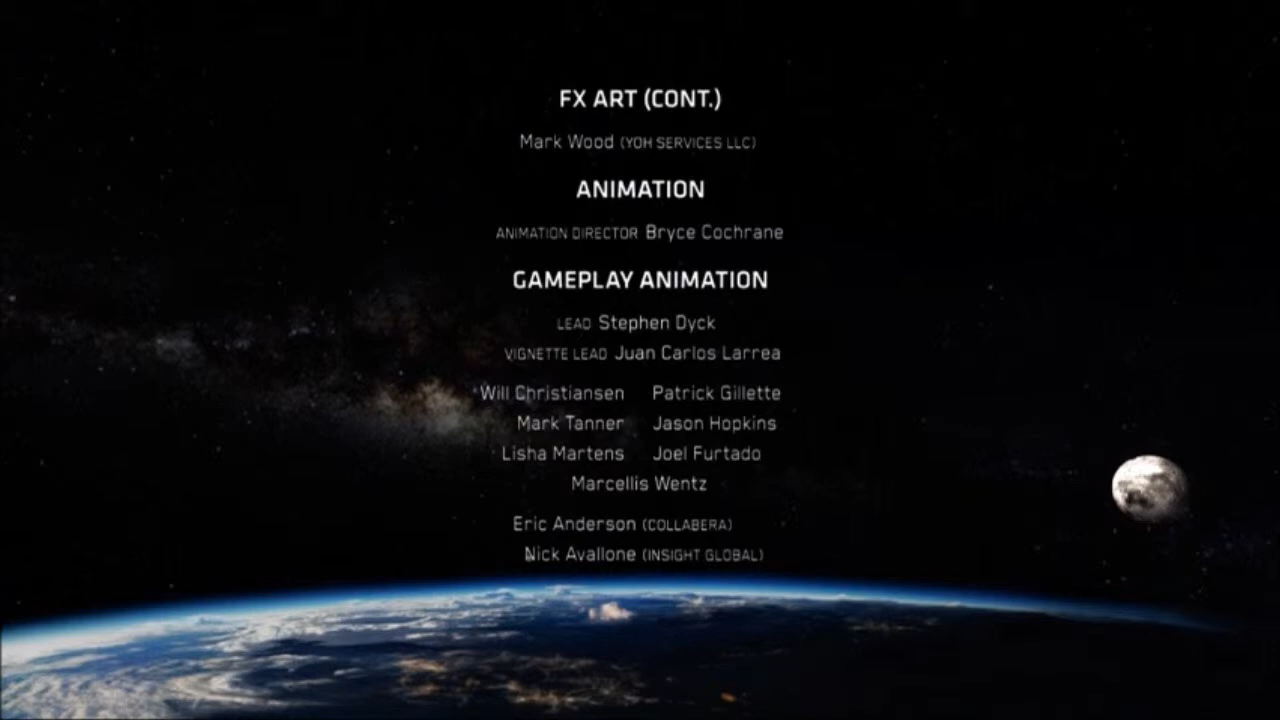 FX ART (CONT.)
Mark Wood (YOH SERVICES LLC)
ANIMATION
ANIMATION DIRECTOR Bryce Cochrane
GAMEPLAY ANIMATION
LEAD Stephen Dyck
VIGNETTE LEAD Juan Carlos Larrea
Will Christiansen Patrick Gillette
Mark Tanner Jason Hopkins
Lisha Martens Joel Furtado
Marcellis Wentz
Eric Anderson (COLLABERA)
Nick Avallone (INSIGHT GLOBAL)